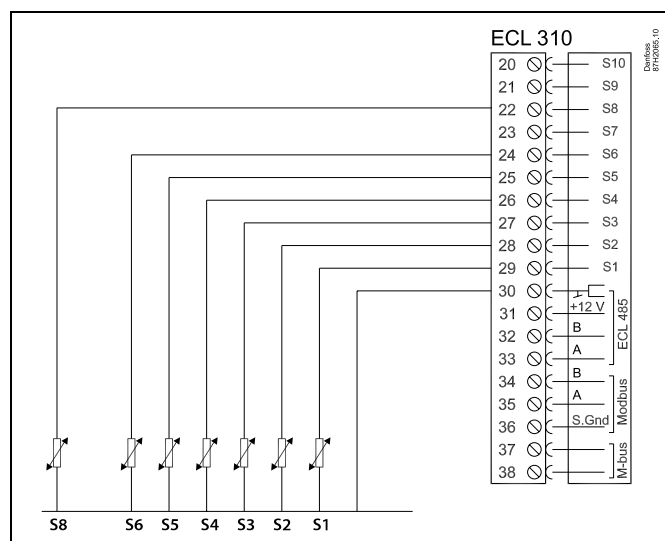 ECL 310
Danfoss
87H2065.10
20 S10
21 S9
22 S8
23 S7
24 S6
25 S5
26 S4
27 S3
28 S2
29 S1
30
31 +12 V
32 B
33 A
34 B
35 A
36 S.Gnd
37
38
ECL 485
Modbus
M-bus
S8 S6 S5 S4 S3 S2 S1